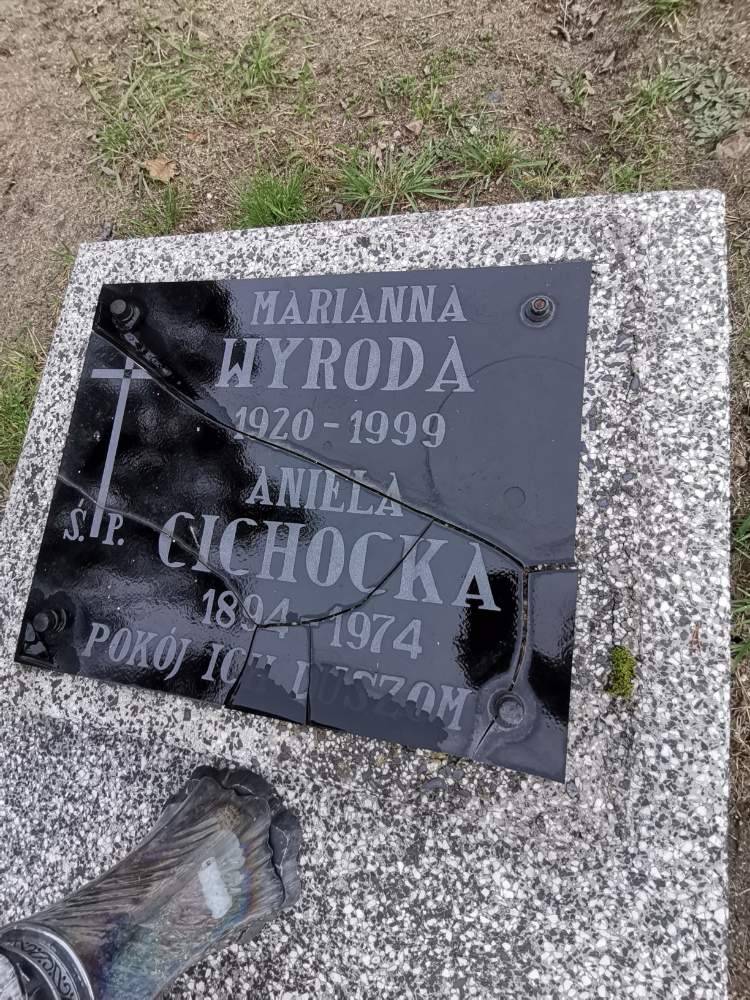 MARIANNA
WYRODA
1920 - 1999
ANIELA
Ś.P. CICHOCKA
1894 - 1974
POKÓJ ICH DUSZOM